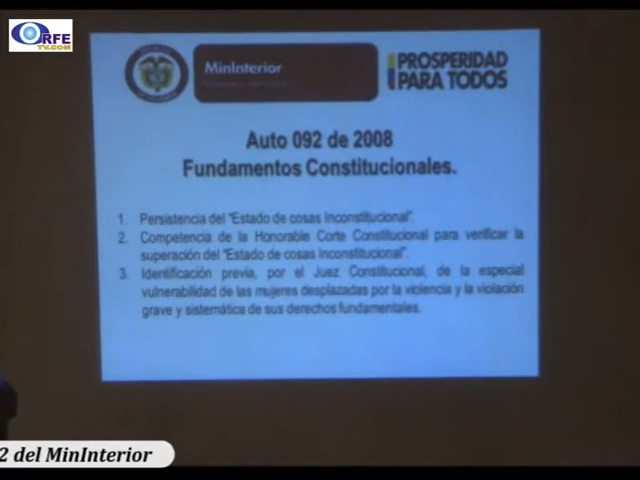 ORFE
TV.COM
MinInterior
PROSPERIDAD
PARA TODOS
Auto 092 de 2008
Fundamentos Constitucionales.
1. Persistencia del "Estado de cosas Inconstitucional".
2. Competencia de la Honorable Corte Constitucional para verificar la
superación del "Estado de cosas Inconstitucional".
3. Identificación previa, por el Juez Constitucional, de la especial
vulnerabilidad de las mujeres desplazadas por la violencia y la violación
grave y sistemática de sus derechos fundamentales.
2 del MinInterior